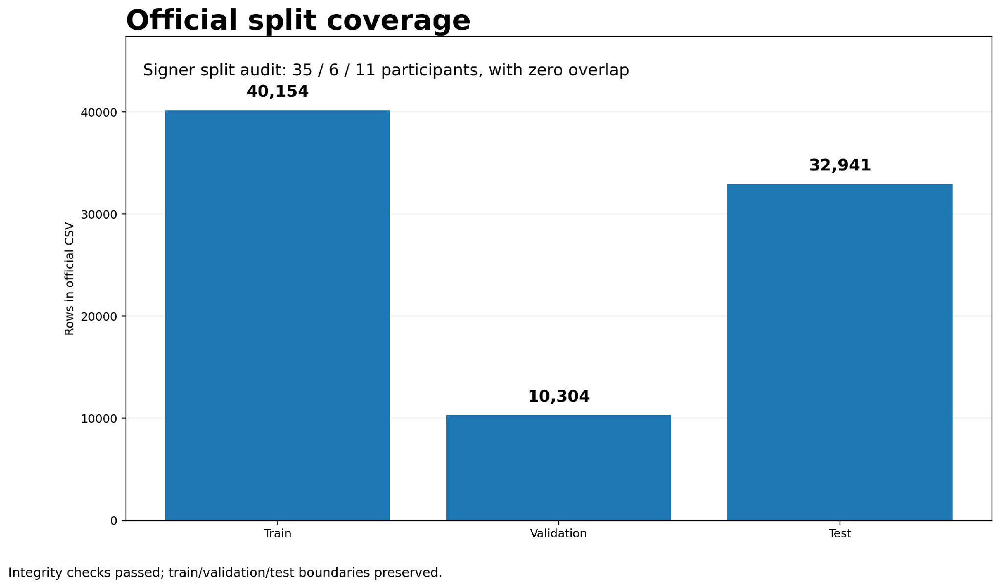 Official split coverage
Signer split audit: 35 / 6 / 11 participants, with zero overlap
40,154
32,941
10,304
40000
30000
20000
10000
0
Rows in official CSV
Train
Validation
Test
Integrity checks passed; train/validation/test boundaries preserved.